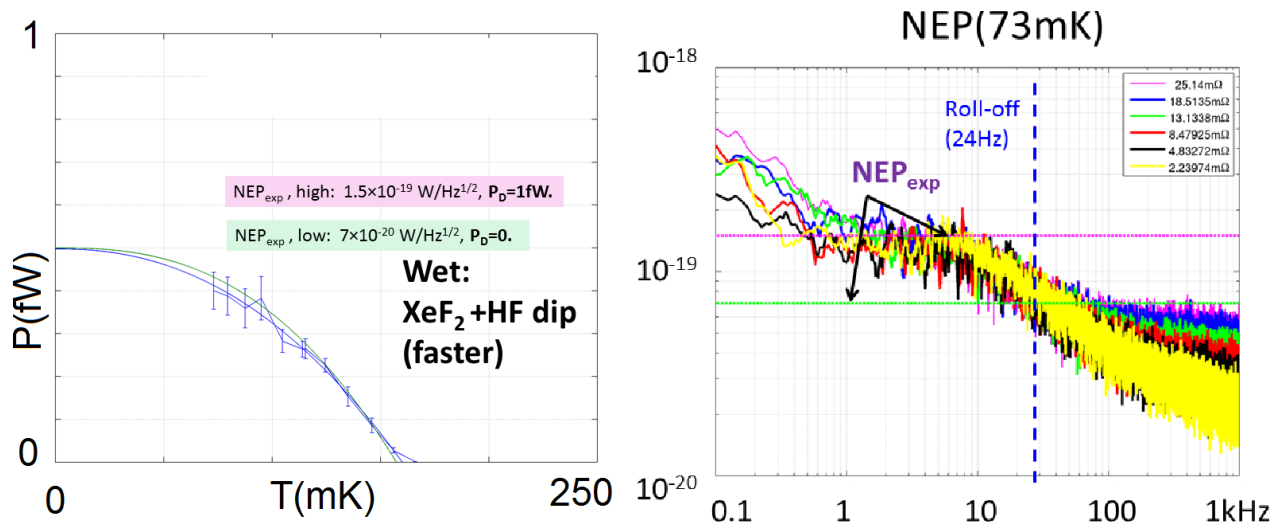 1
P(fW)
0
0
T(mK)
250
NEPexp , high: 1.5×10-19 W/Hz1/2, PD=1fW.
NEPexp , low: 7×10-20 W/Hz1/2, PD=0.
Wet:
XeF2 +HF dip
(faster)
NEP(73mK)
10-18
10-19
10-20
Roll-off
(24Hz)
NEPexp
25.14mΩ
18.5135mΩ
13.1338mΩ
8.47925mΩ
4.83272mΩ
2.23974mΩ
0.1
1
10
100
1kHz